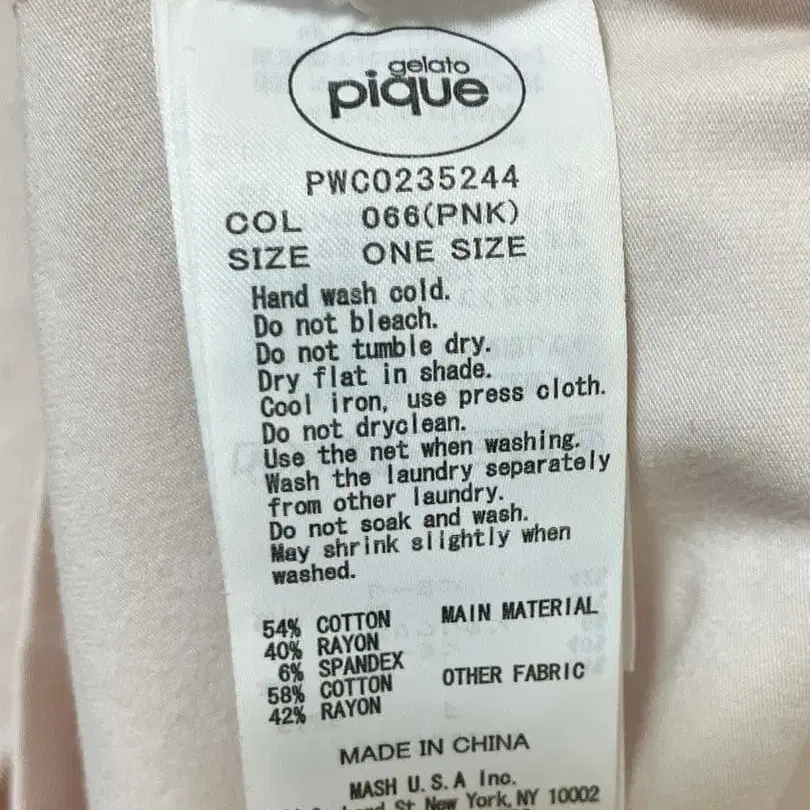 gelato
pique
PWCO235244
COL 066(PNK)
SIZE ONE SIZE
Hand wash cold.
Do not bleach.
Do not tumble dry.
Dry flat in shade.
Cool iron, use press cloth.
Do not dryclean.
Use the net when washing.
Wash the laundry separately
from other laundry.
Do not soak and wash.
May shrink slightly when
washed.
54% COTTON MAIN MATERIAL
40% RAYON
6% SPANDEX
58% COTTON OTHER FABRIC
42% RAYON
MADE IN CHINA
MASH U.S.A Inc.
St New York, NY 10002